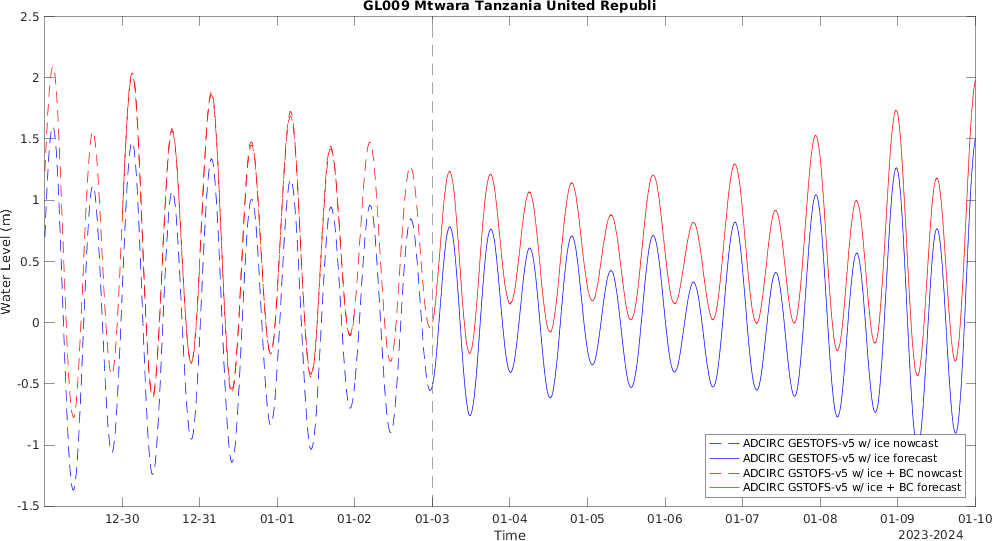 GL009 Mtwara Tanzania United Republi
2.5
2
1.5
1
0.5
0
-0.5
-1
-1.5
Water Level (m)
ADCIRC GESTOFS-v5 w/ ice nowcast
ADCIRC GESTOFS-v5 w/ ice forecast
ADCIRC GSTOFS-v5 w/ ice + BC nowcast
ADCIRC GSTOFS-v5 w/ ice + BC forecast
12-30 12-31 01-01 01-02 01-03 01-04 01-05 01-06 01-07 01-08 01-09 01-10
Time
2023-2024